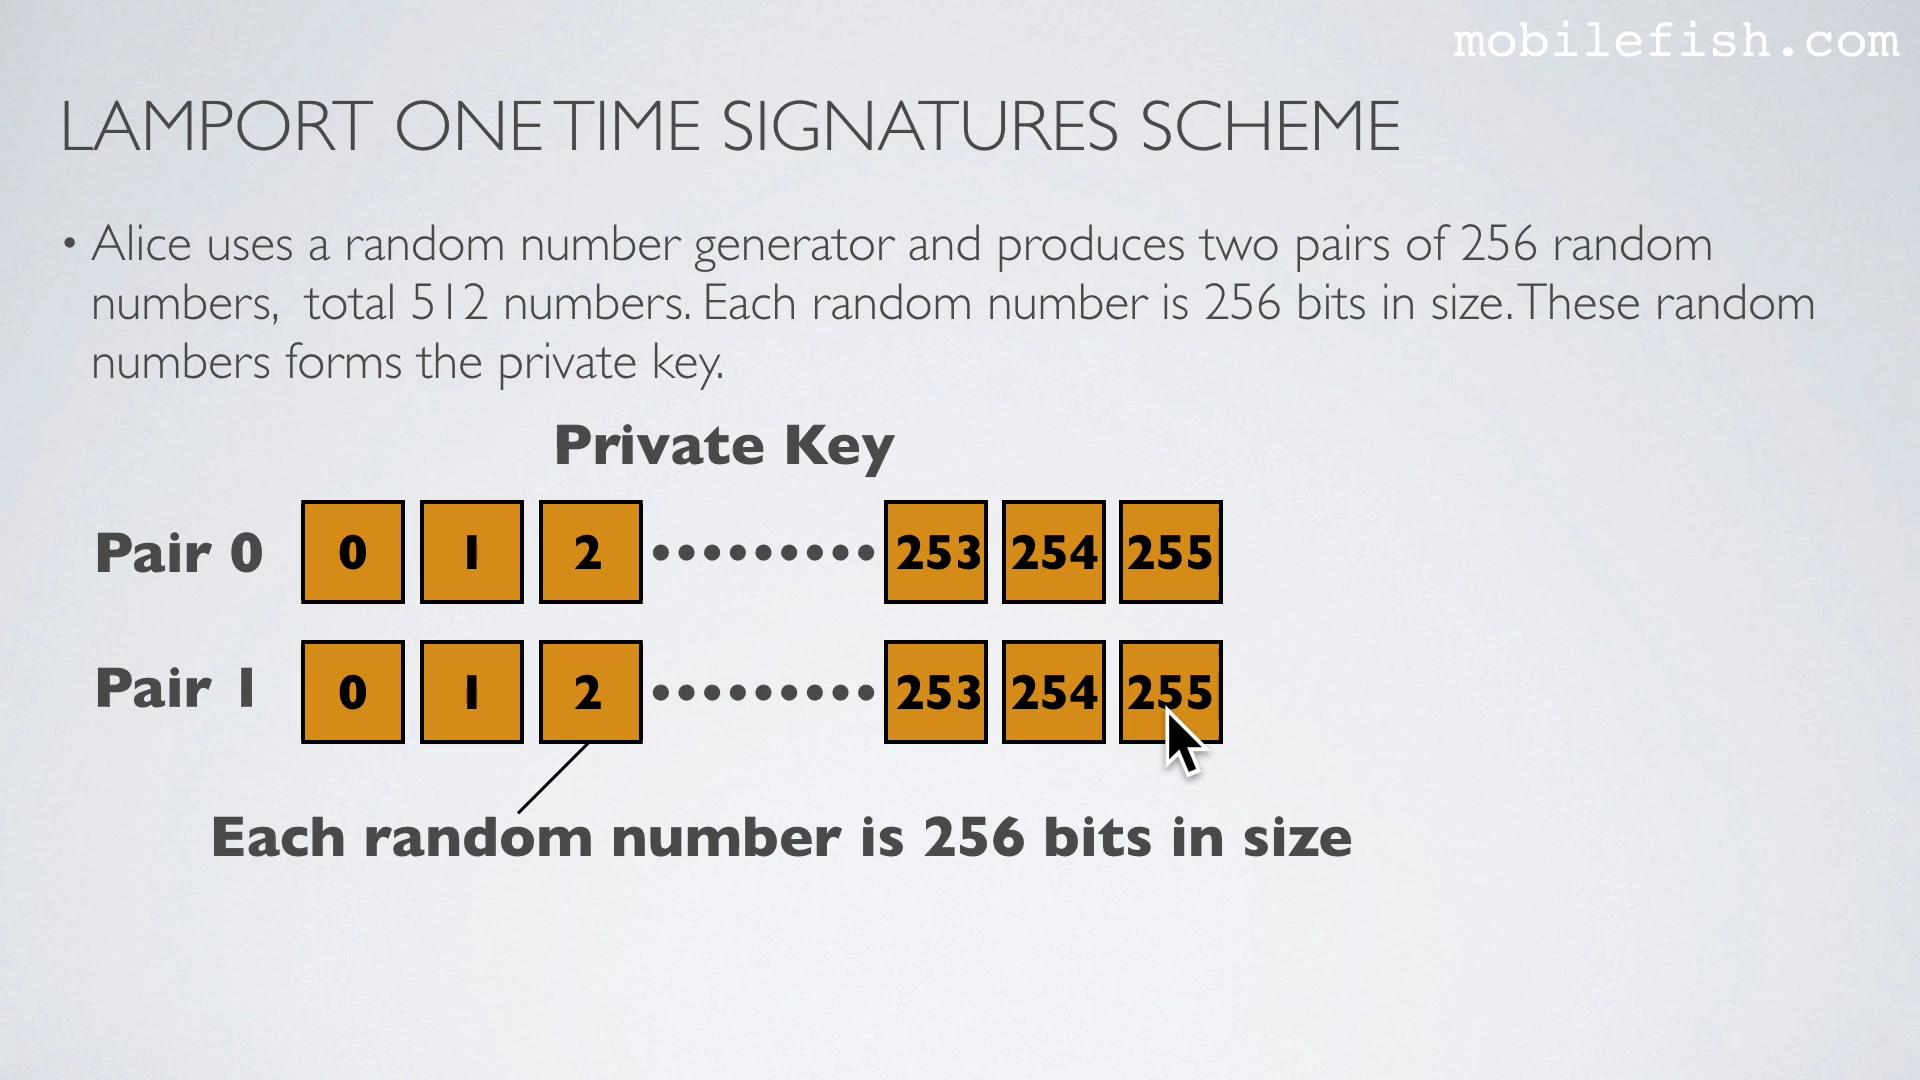 mobilefish.com
LAMPORT ONE TIME SIGNATURES SCHEME
• Alice uses a random number generator and produces two pairs of 256 random
numbers, total 512 numbers. Each random number is 256 bits in size. These random
numbers forms the private key.
Private Key
Pair 0 0 1 2 ········· 253 254 255
Pair 1 0 1 2 ········· 253 254 255
Each random number is 256 bits in size